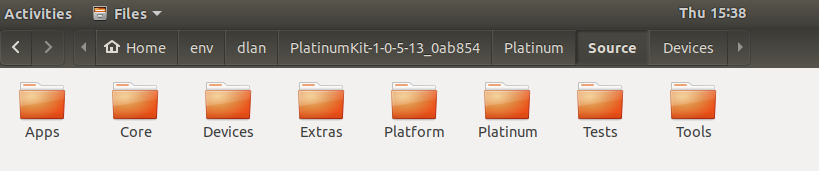 Activities Files Thu 15:38
Home env dlan PlatinumKit-1-0-5-13_0ab854 Platinum Source Devices
Apps Core Devices Extras Platform Platinum Tests Tools